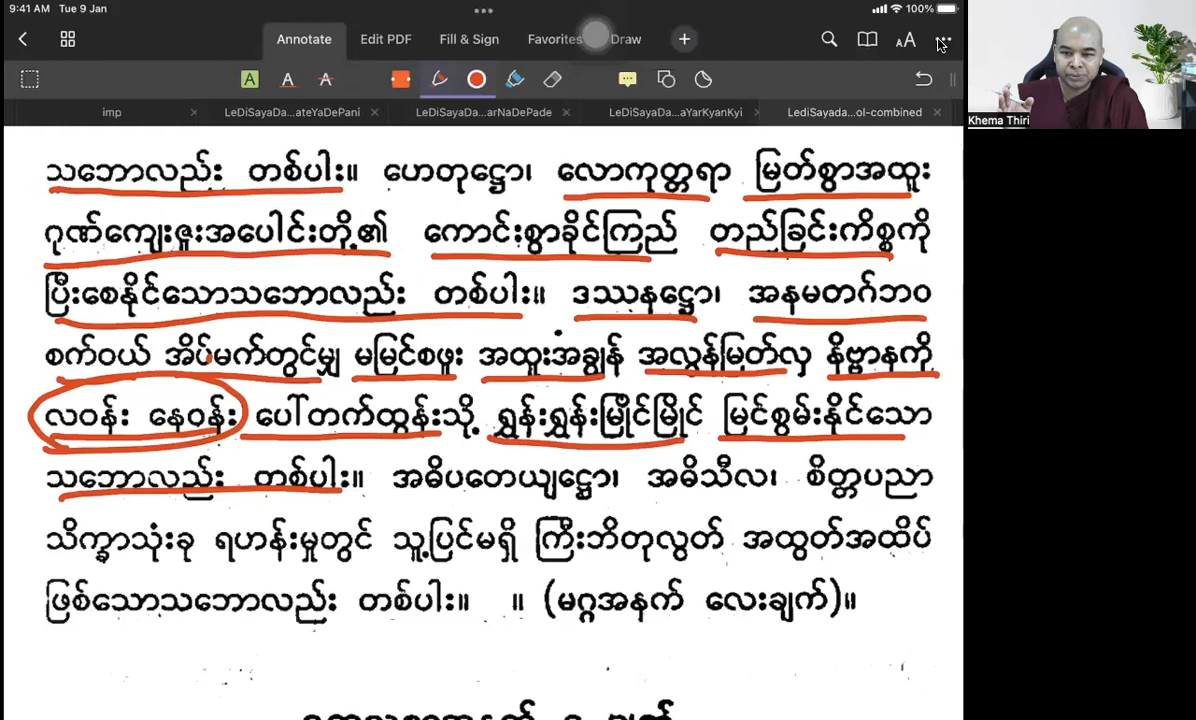 9:41 AM Tue 9 Jan
100%
Annotate Edit PDF Fill & Sign Favorites Draw
AA
A A A
imp LeDiSayaDa...ateYaDePani LeDiSayaDa...arNaDePade LeDiSayaDa...aYarKyanKyi LediSayada...ol-combined
Khema Thiri
သဘောလည်း တစ်ပါး။ ဟေတုဋ္ဌော၊ လောကုတ္တရာ မြတ်စွာအထူး
ဂုဏ်ကျေးဇူးအပေါင်းတို့၏ ကောင်းစွာခိုင်ကြည် တည်ခြင်းကိစ္စကို
ပြီးစေနိုင်သောသဘောလည်း တစ်ပါး။ ဒဿနဋ္ဌော၊ အနမတဂ်ဘဝ
စက်ဝယ် အိပ်မက်တွင်မျှ မမြင်စဖူး အထူးအချွန် အလွန်မြတ်လှ နိဗ္ဗာနကို
လဝန်း နေဝန်း ပေါ်တက်ထွန်းသို့ ရွှန်းရွှန်းမြိုင်မြိုင် မြင်စွမ်းနိုင်သော
သဘောလည်း တစ်ပါး။ အဓိပတေယျဋ္ဌော၊ အဓိသီလ၊ စိတ္တပညာ
သိက္ခာသုံးခု ရဟန်းမှုတွင် သူ့ပြင်မရှိ ကြီးဘိတုလွတ် အထွတ်အထိပ်
ဖြစ်သောသဘောလည်း တစ်ပါး။ ။ (မဂ္ဂအနက် လေးချက်)။